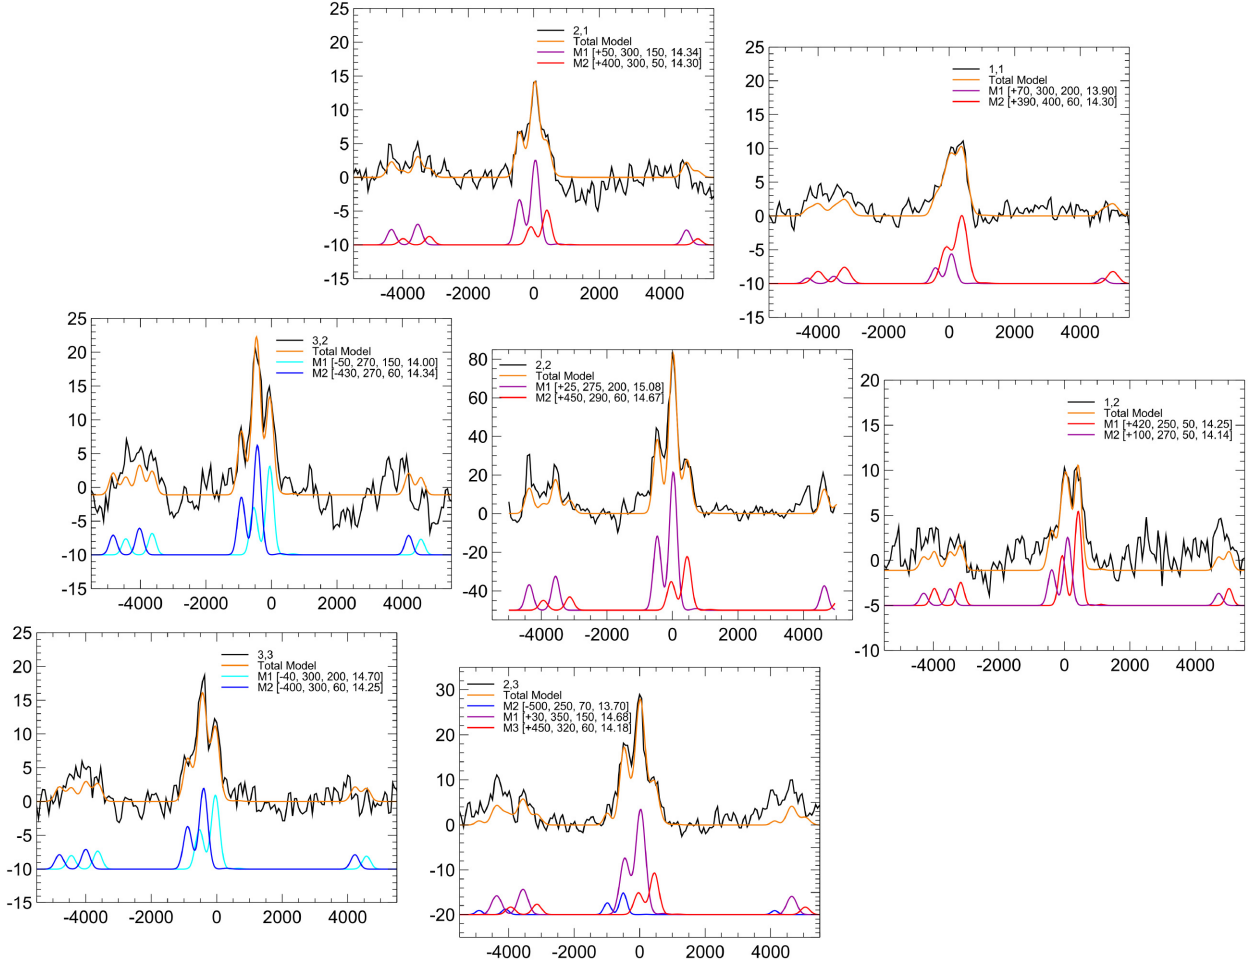 2,1
Total Model
M1 [+50, 300, 150, 14.34]
M2 [+400, 300, 50, 14.30]
25
20
15
10
5
0
-5
-10
-15
-4000 -2000 0 2000 4000
1,1
Total Model
M1 [+70, 300, 200, 13.90]
M2 [+390, 400, 60, 14.30]
25
20
15
10
5
0
-5
-10
-15
-4000 -2000 0 2000 4000
3,2
Total Model
M1 [-50, 270, 150, 14.00]
M2 [-430, 270, 60, 14.34]
25
20
15
10
5
0
-5
-10
-15
-4000 -2000 0 2000 4000
2,2
Total Model
M1 [+25, 275, 200, 15.08]
M2 [+450, 290, 60, 14.67]
80
60
40
20
0
-20
-40
-4000 -2000 0 2000 4000
1,2
Total Model
M1 [+420, 250, 50, 14.25]
M2 [+100, 270, 50, 14.14]
20
15
10
5
0
-5
-10
-4000 -2000 0 2000 4000
3,3
Total Model
M1 [-40, 300, 200, 14.70]
M2 [-400, 300, 60, 14.25]
25
20
15
10
5
0
-5
-10
-15
-4000 -2000 0 2000 4000
2,3
Total Model
M2 [-500, 250, 70, 13.70]
M1 [+30, 350, 150, 14.68]
M3 [+450, 320, 60, 14.18]
30
20
10
0
-10
-20
-4000 -2000 0 2000 4000